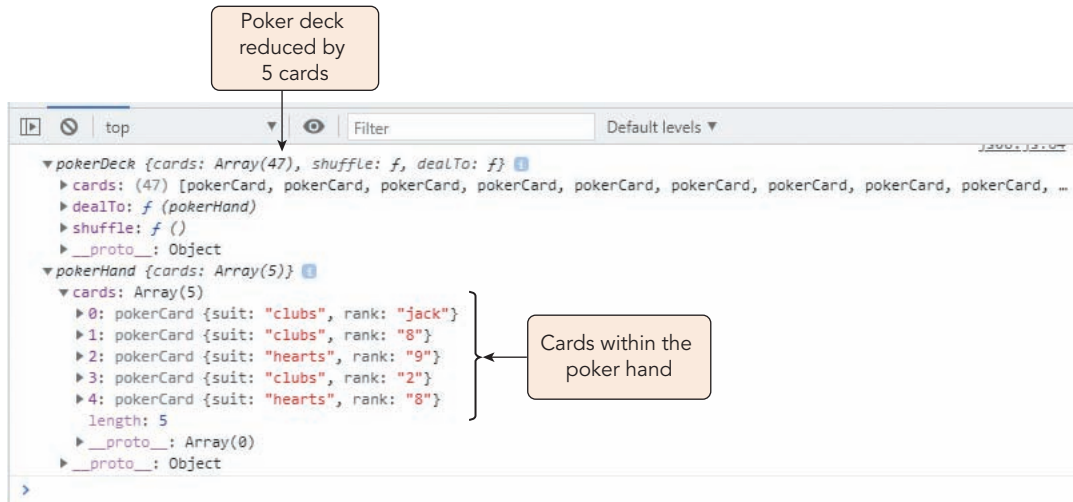 Poker deck
reduced by
5 cards
top ▼ Filter Default levels ▼
▼ pokerDeck {cards: Array(47), shuffle: ƒ, dealTo: ƒ} i
▶ cards: (47) [pokerCard, pokerCard, pokerCard, pokerCard, pokerCard, pokerCard, pokerCard, pokerCard, pokerCard, …
▶ dealTo: ƒ (pokerHand)
▶ shuffle: ƒ ()
▶ __proto__: Object
▼ pokerHand {cards: Array(5)} i
▼ cards: Array(5)
▶ 0: pokerCard {suit: "clubs", rank: "jack"}
▶ 1: pokerCard {suit: "clubs", rank: "8"}
▶ 2: pokerCard {suit: "hearts", rank: "9"}
▶ 3: pokerCard {suit: "clubs", rank: "2"}
▶ 4: pokerCard {suit: "hearts", rank: "8"}
length: 5
▶ __proto__: Array(0)
▶ __proto__: Object
>
Cards within the
poker hand